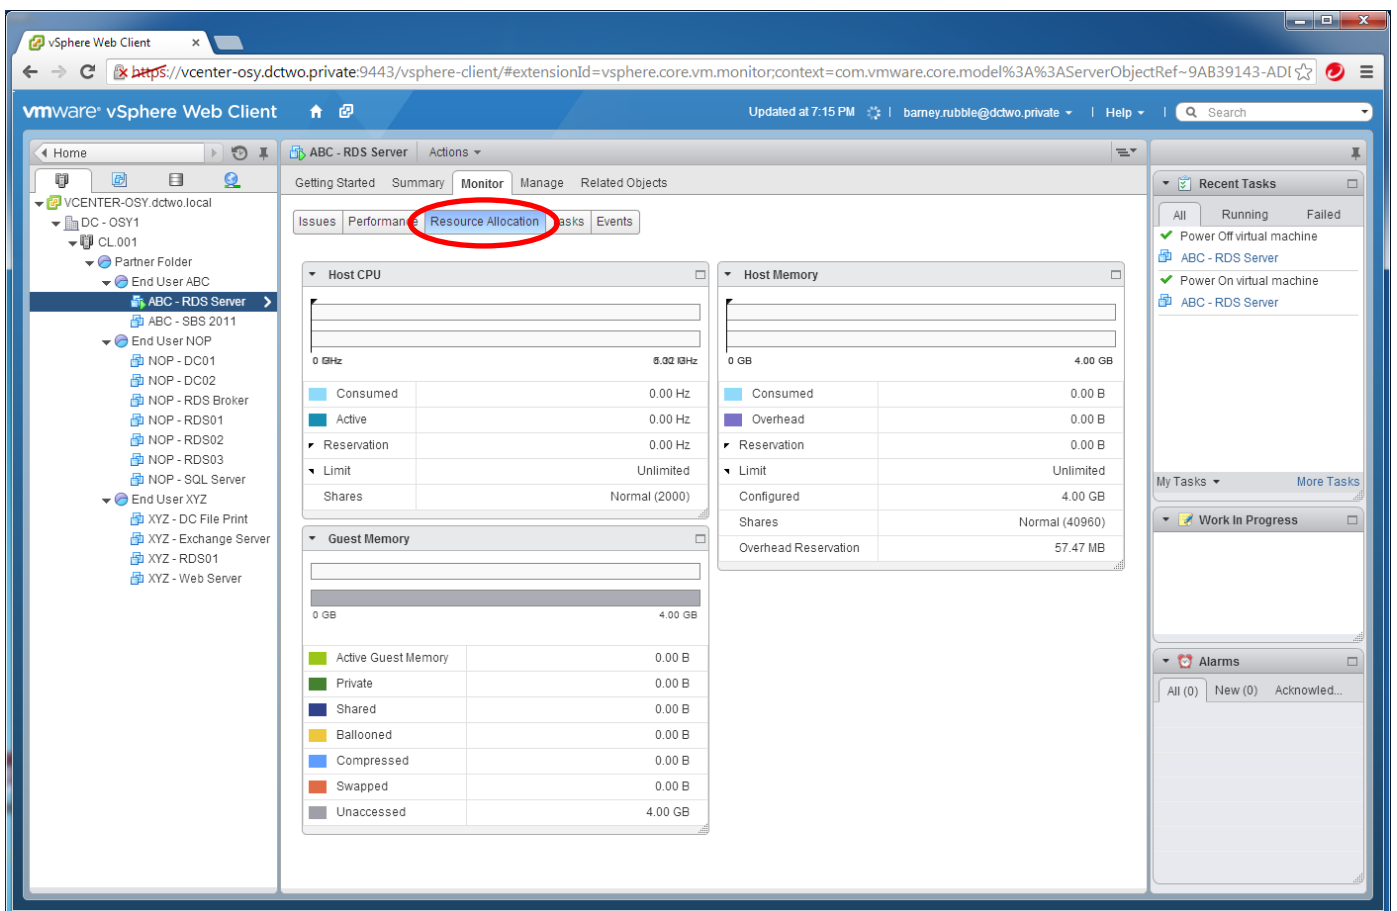 vSphere Web Client
https://vcenter-osy.dctwo.private:9443/vsphere-client/#extensionId=vsphere.core.vm.monitor;context=com.vmware.core.model%3A%3AServerObjectRef~9AB39143-AD
vmware® vSphere Web Client
Updated at 7:15 PM | barney.rubble@dctwo.private | Help | Search
Home
VCENTER-OSY.dctwo.local
DC - OSY1
CL.001
Partner Folder
End User ABC
ABC - RDS Server
ABC - SBS 2011
End User NOP
NOP - DC01
NOP - DC02
NOP - RDS Broker
NOP - RDS01
NOP - RDS02
NOP - RDS03
NOP - SQL Server
End User XYZ
XYZ - DC File Print
XYZ - Exchange Server
XYZ - RDS01
XYZ - Web Server
ABC - RDS Server Actions
Getting Started Summary Monitor Manage Related Objects
Issues Performance Resource Allocation Tasks Events
Host CPU
0 GHz
Consumed 0.00 Hz
Active 0.00 Hz
Reservation 0.00 Hz
Limit Unlimited
Shares Normal (2000)
Guest Memory
0 GB 4.00 GB
Active Guest Memory 0.00 B
Private 0.00 B
Shared 0.00 B
Ballooned 0.00 B
Compressed 0.00 B
Swapped 0.00 B
Unaccessed 4.00 GB
Host Memory
0 GB 4.00 GB
Consumed 0.00 B
Overhead 0.00 B
Reservation 0.00 B
Limit Unlimited
Configured 4.00 GB
Shares Normal (40960)
Overhead Reservation 57.47 MB
Recent Tasks
All Running Failed
Power Off virtual machine
ABC - RDS Server
Power On virtual machine
ABC - RDS Server
My Tasks More Tasks
Work In Progress
Alarms
All (0) New (0) Acknowled...